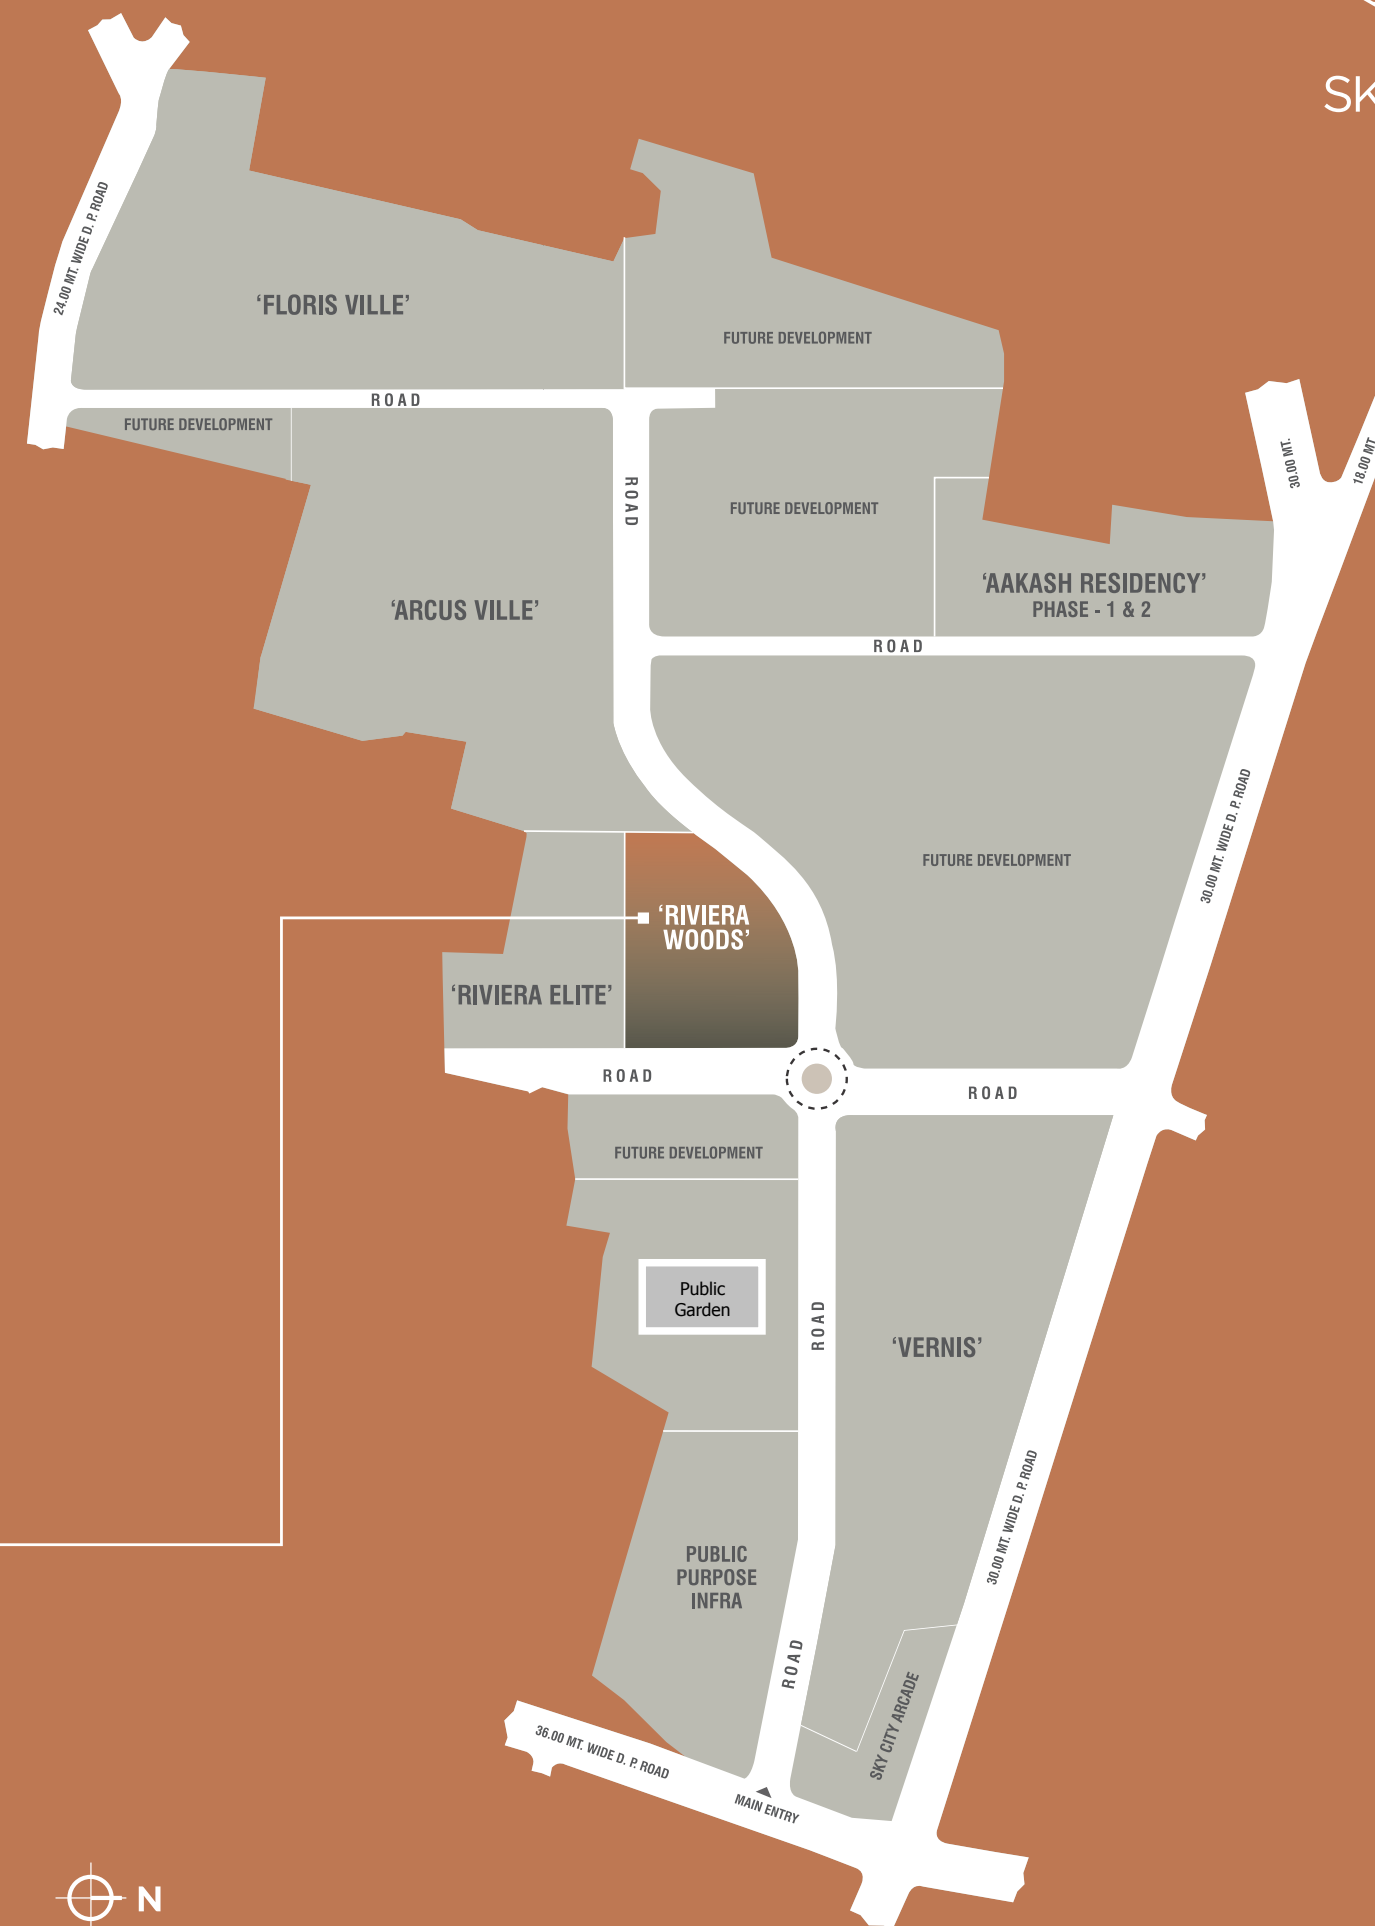 SK
24.00 MT. WIDE D. P. ROAD
‘FLORIS VILLE’
FUTURE DEVELOPMENT
ROAD
FUTURE DEVELOPMENT
30.00 MT.
18.00 MT
ROAD
FUTURE DEVELOPMENT
‘AAKASH RESIDENCY’
PHASE - 1 & 2
‘ARCUS VILLE’
ROAD
30.00 MT. WIDE D. P. ROAD
FUTURE DEVELOPMENT
‘RIVIERA
WOODS’
‘RIVIERA ELITE’
ROAD
ROAD
FUTURE DEVELOPMENT
Public
Garden
ROAD
‘VERNIS’
30.00 MT. WIDE D. P. ROAD
PUBLIC
PURPOSE
INFRA
ROAD
SKY CITY ARCADE
36.00 MT. WIDE D. P. ROAD
MAIN ENTRY
N